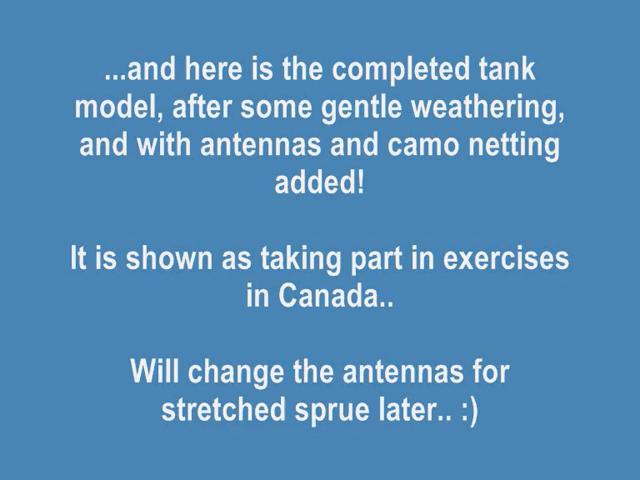 ...and here is the completed tank
model, after some gentle weathering,
and with antennas and camo netting
added!
It is shown as taking part in exercises
in Canada..
Will change the antennas for
stretched sprue later.. :)